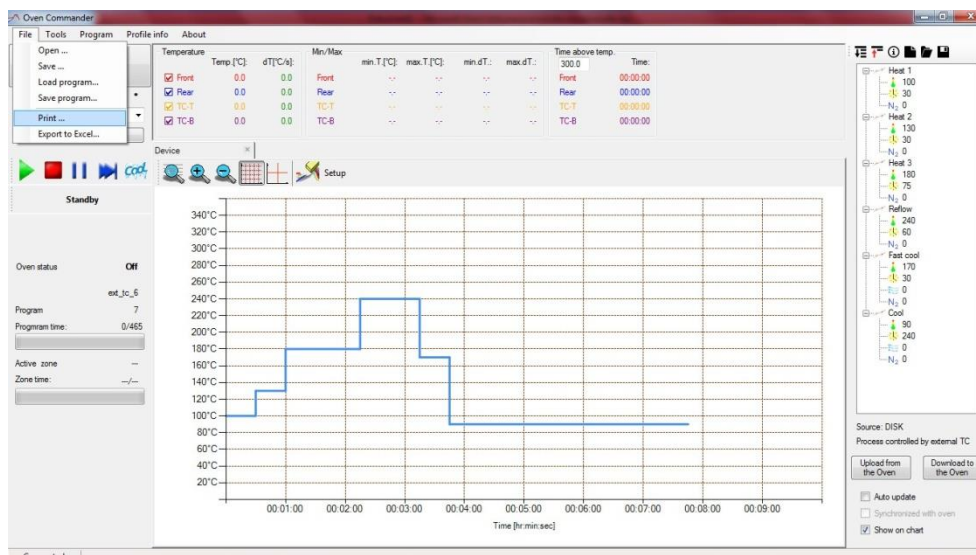 Oven Commander
File Tools Program Profile info About
Open ...
Save ...
Load program...
Save program...
Print ...
Export to Excel...
Temperature
Temp.[°C]: dT[°C/s]:
Front 0.0 0.0
Rear 0.0 0.0
TC-T 0.0 0.0
TC-B 0.0 0.0
Min/Max
min.T.[°C]: max.T.[°C]: min.dT.: max.dT.:
Front -.- -.- -.- -.-
Rear -.- -.- -.- -.-
TC-T -.- -.- -.- -.-
TC-B -.- -.- -.- -.-
Time above temp.
300.0 Time:
Front 00:00:00
Rear 00:00:00
TC-T 00:00:00
TC-B 00:00:00
Device
Cool
Setup
Standby
Oven status Off
ext_tc_6
Program 7
Progmram time: 0/465
Active zone ---
Zone time: ---/---
340°C
320°C
300°C
280°C
260°C
240°C
220°C
200°C
180°C
160°C
140°C
120°C
100°C
80°C
60°C
40°C
20°C
00:01:00 00:02:00 00:03:00 00:04:00 00:05:00 00:06:00 00:07:00 00:08:00 00:09:00
Time [hr:min:sec]
Heat 1
100
30
N₂ 0
Heat 2
130
30
N₂ 0
Heat 3
180
75
N₂ 0
Reflow
240
60
N₂ 0
Fast cool
170
30
0
N₂ 0
Cool
90
240
0
N₂ 0
Source: DISK
Process controlled by external TC
Upload from the Oven
Download to the Oven
Auto update
Synchronized with oven
Show on chart